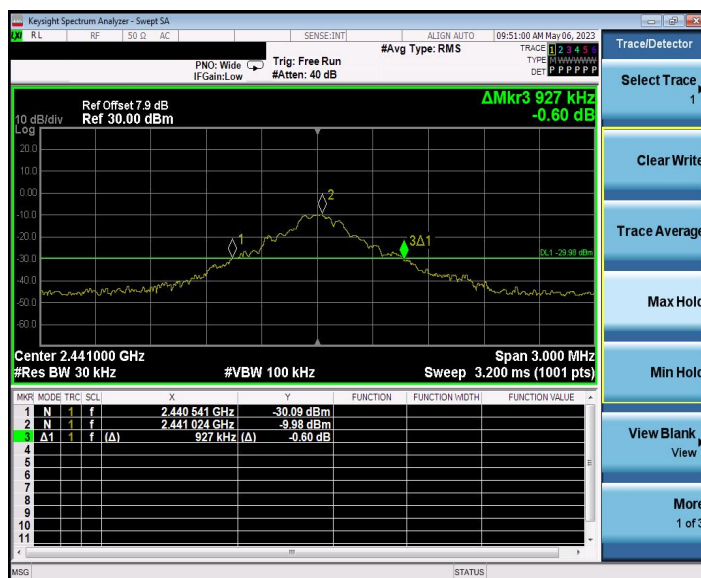 Keysight Spectrum Analyzer - Swept SA
LXI RL RF 50 Ω AC SENSE:INT ALIGN AUTO 09:51:00 AM May 06, 2023
#Avg Type: RMS TRACE 1 2 3 4 5 6
PNO: Wide Trig: Free Run TYPE M W W W W W
IFGain:Low #Atten: 40 dB DET P P P P P P
Trace/Detector
Select Trace
1
Clear Write
Trace Average
Max Hold
Min Hold
View Blank
View
More
1 of 3
ΔMkr3 927 kHz
-0.60 dB
Ref Offset 7.9 dB
10 dB/div Ref 30.00 dBm
Log
20.0
10.0
0.00
-10.0
-20.0
-30.0
-40.0
-50.0
-60.0
1
2
3Δ1
DL1 -29.98 dBm
Center 2.441000 GHz Span 3.000 MHz
#Res BW 30 kHz #VBW 100 kHz Sweep 3.200 ms (1001 pts)
MKR MODE TRC SCL X Y FUNCTION FUNCTION WIDTH FUNCTION VALUE
1 N 1 f 2.440 541 GHz -30.09 dBm
2 N 1 f 2.441 024 GHz -9.98 dBm
3 Δ1 1 f (Δ) 927 kHz (Δ) -0.60 dB
4
5
6
7
8
9
10
11
MSG STATUS